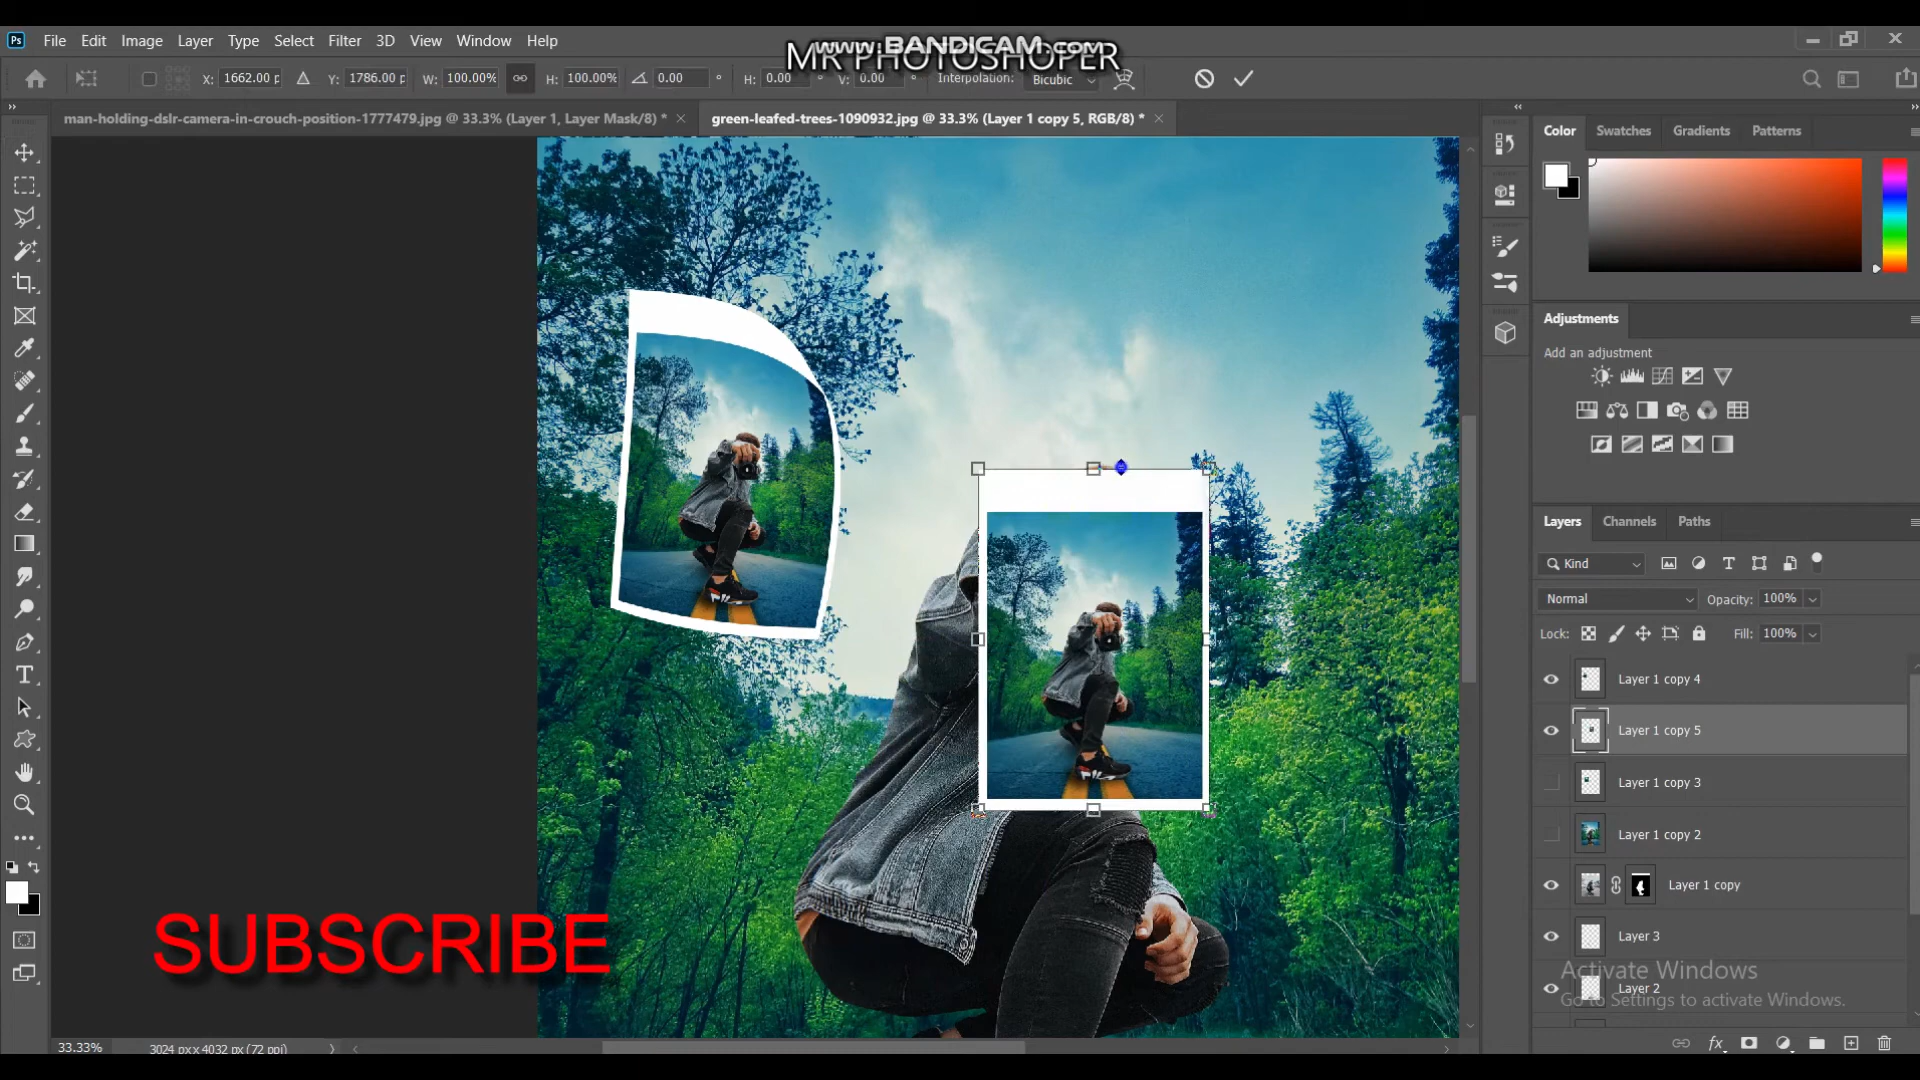 Ps File Edit Image Layer Type Select Filter 3D View Window Help
www.BANDICAM.com
MR PHOTOSHOPER
X: 1662.00 p Y: 1786.00 p W: 100.00% H: 100.00% 0.00 ° H: 0.00 ° V: 0.00 ° Interpolation: Bicubic
man-holding-dslr-camera-in-crouch-position-1777479.jpg @ 33.3% (Layer 1, Layer Mask/8) * green-leafed-trees-1090932.jpg @ 33.3% (Layer 1 copy 5, RGB/8) *
Color Swatches Gradients Patterns
Adjustments
Add an adjustment
Layers Channels Paths
Kind
Normal Opacity: 100%
Lock: Fill: 100%
Layer 1 copy 4
Layer 1 copy 5
Layer 1 copy 3
Layer 1 copy 2
Layer 1 copy
Layer 3
Layer 2
SUBSCRIBE
Activate Windows
Go to Settings to activate Windows.
33.33% 3024 px x 4032 px (72 ppi)
fx